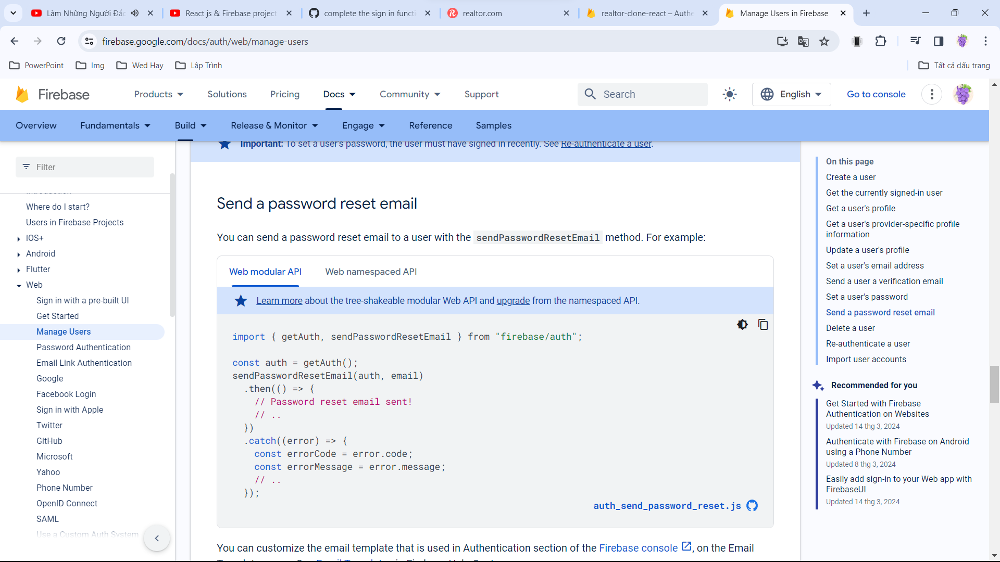 Làm Những Người Đắc
React js & Firebase project
complete the sign in functi
realtor.com
realtor-clone-react – Authe
Manage Users in Firebase
firebase.google.com/docs/auth/web/manage-users
PowerPoint
Img
Wed Hay
Lập Trình
Tất cả dấu trang
Firebase
Products
Solutions
Pricing
Docs
Community
Support
Search
English
Go to console
Overview
Fundamentals
Build
Release & Monitor
Engage
Reference
Samples
Filter
Introduction
Where do I start?
Users in Firebase Projects
iOS+
Android
Flutter
Web
Sign in with a pre-built UI
Get Started
Manage Users
Password Authentication
Email Link Authentication
Google
Facebook Login
Sign in with Apple
Twitter
GitHub
Microsoft
Yahoo
Phone Number
OpenID Connect
SAML
Use a Custom Auth System
Important: To set a user's password, the user must have signed in recently. See Re-authenticate a user.
Send a password reset email
You can send a password reset email to a user with the sendPasswordResetEmail method. For example:
Web modular API
Web namespaced API
Learn more about the tree-shakeable modular Web API and upgrade from the namespaced API.
import { getAuth, sendPasswordResetEmail } from "firebase/auth";
const auth = getAuth();
sendPasswordResetEmail(auth, email)
.then(() => {
// Password reset email sent!
// ..
})
.catch((error) => {
const errorCode = error.code;
const errorMessage = error.message;
// ..
});
auth_send_password_reset.js
You can customize the email template that is used in Authentication section of the Firebase console , on the Email
On this page
Create a user
Get the currently signed-in user
Get a user's profile
Get a user's provider-specific profile
information
Update a user's profile
Set a user's email address
Send a user a verification email
Set a user's password
Send a password reset email
Delete a user
Re-authenticate a user
Import user accounts
Recommended for you
Get Started with Firebase
Authentication on Websites
Updated 14 thg 3, 2024
Authenticate with Firebase on Android
using a Phone Number
Updated 8 thg 3, 2024
Easily add sign-in to your Web app with
FirebaseUI
Updated 14 thg 3, 2024